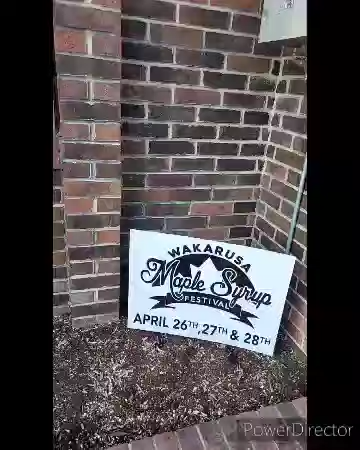 WAKARUSA
Maple Syrup
FESTIVAL
APRIL 26TH, 27TH & 28TH
PowerDirector